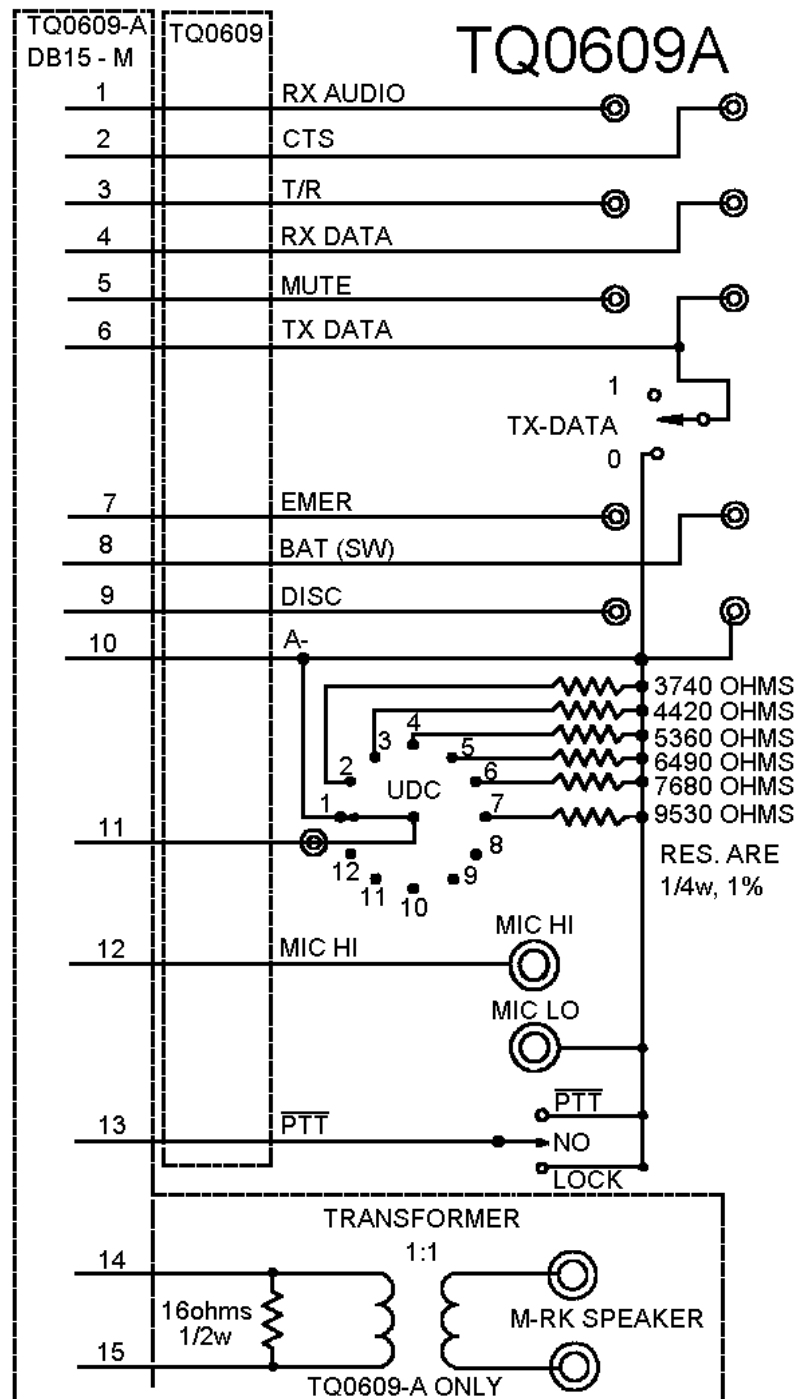 TQ0609-A
DB15 - M
TQ0609
TQ0609A
1 RX AUDIO
2 CTS
3 T/R
4 RX DATA
5 MUTE
6 TX DATA
1
TX-DATA
0
7 EMER
8 BAT (SW)
9 DISC
10 A-
3740 OHMS
4420 OHMS
5360 OHMS
6490 OHMS
7680 OHMS
9530 OHMS
RES. ARE
1/4w, 1%
UDC
1
2
3
4
5
6
7
8
9
10
11
12
11
12 MIC HI
MIC HI
MIC LO
13 PTT
PTT
NO
LOCK
TRANSFORMER
1:1
14
16ohms
1/2w
M-RK SPEAKER
15
TQ0609-A ONLY